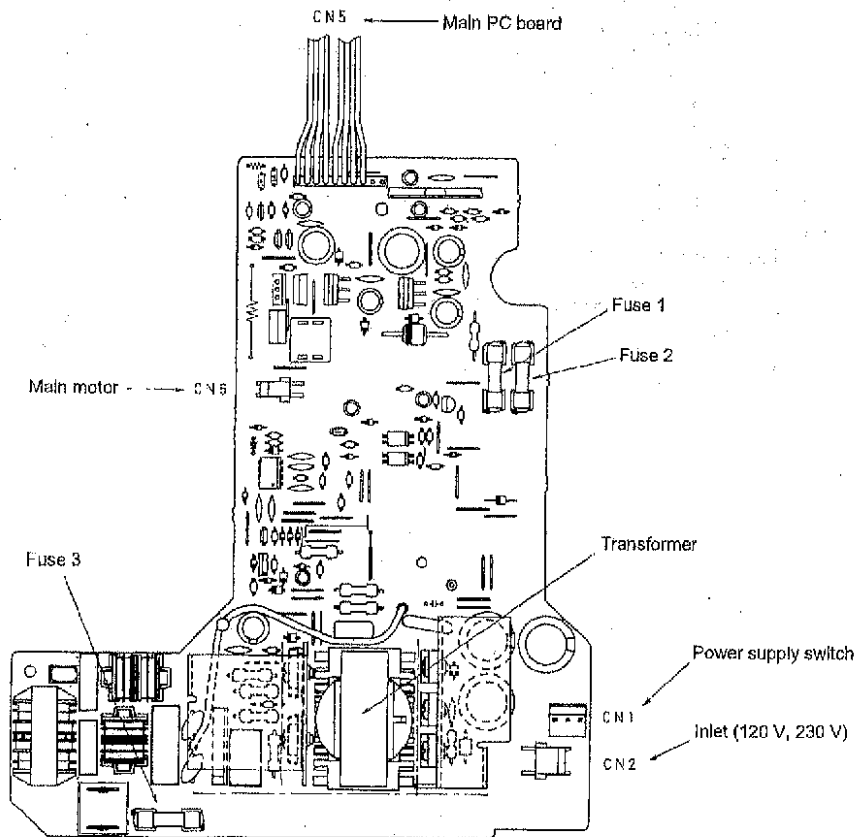 CN5
Main PC board
Fuse 1
Fuse 2
Main motor
CN6
Fuse 3
Transformer
Power supply switch
CN1
Inlet (120 V, 230 V)
CN2